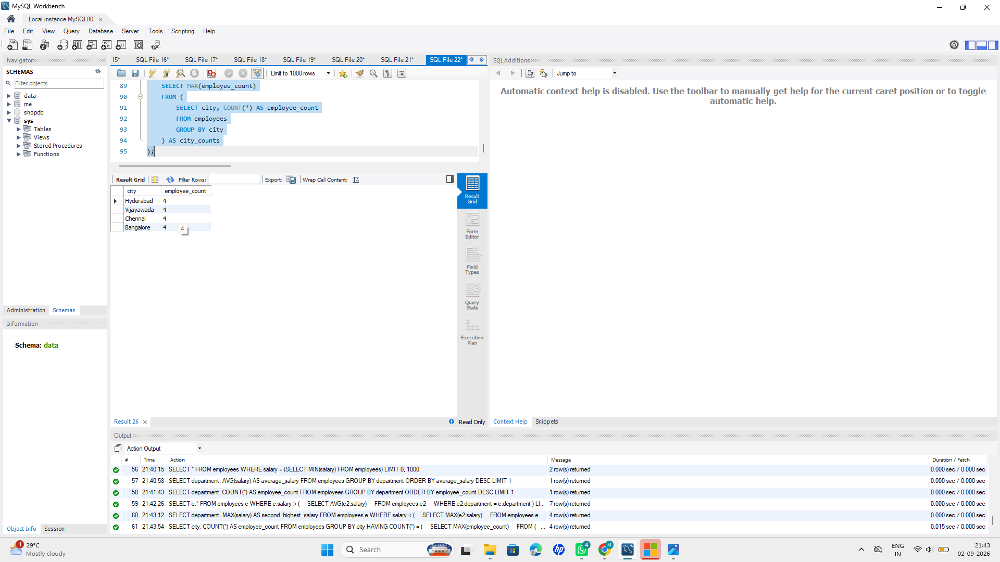 MySQL Workbench
Local instance MySQL80
File Edit View Query Database Server Tools Scripting Help
Navigator
SCHEMAS
Filter objects
data
me
shopdb
sys
Tables
Views
Stored Procedures
Functions
Administration Schemas
Information
Schema: data
Object Info Session
15* SQL File 16* SQL File 17* SQL File 18* SQL File 19* SQL File 20* SQL File 21* SQL File 22*
Limit to 1000 rows
89 SELECT MAX(employee_count)
90 FROM (
91 SELECT city, COUNT(*) AS employee_count
92 FROM employees
93 GROUP BY city
94 ) AS city_counts
95 );
Result Grid Filter Rows: Export: Wrap Cell Content:
city employee_count
Hyderabad 4
Vijayawada 4
Chennai 4
Bangalore 4
4
Result Grid
Form Editor
Field Types
Query Stats
Execution Plan
Result 26 Read Only
SQLAdditions
Jump to
Automatic context help is disabled. Use the toolbar to manually get help for the current caret position or to toggle
automatic help.
Context Help Snippets
Output
Action Output
# Time Action Message Duration / Fetch
56 21:40:15 SELECT * FROM employees WHERE salary = (SELECT MIN(salary) FROM employees) LIMIT 0, 1000 2 row(s) returned 0.000 sec / 0.000 sec
57 21:40:58 SELECT department, AVG(salary) AS average_salary FROM employees GROUP BY department ORDER BY average_salary DESC LIMIT 1 1 row(s) returned 0.000 sec / 0.000 sec
58 21:41:43 SELECT department, COUNT(*) AS employee_count FROM employees GROUP BY department ORDER BY employee_count DESC LIMIT 1 1 row(s) returned 0.000 sec / 0.000 sec
59 21:42:26 SELECT e.* FROM employees e WHERE e.salary > ( SELECT AVG(e2.salary) FROM employees e2 WHERE e2.department = e.department ) LI... 7 row(s) returned 0.000 sec / 0.000 sec
60 21:43:12 SELECT department, MAX(salary) AS second_highest_salary FROM employees e WHERE salary < ( SELECT MAX(e2.salary) FROM employees e... 4 row(s) returned 0.000 sec / 0.000 sec
61 21:43:54 SELECT city, COUNT(*) AS employee_count FROM employees GROUP BY city HAVING COUNT(*) = ( SELECT MAX(employee_count) FROM ( ... 4 row(s) returned 0.015 sec / 0.000 sec
1
29°C
Mostly cloudy
Search
hp
4
M
ENG
IN
21:43
02-09-2026